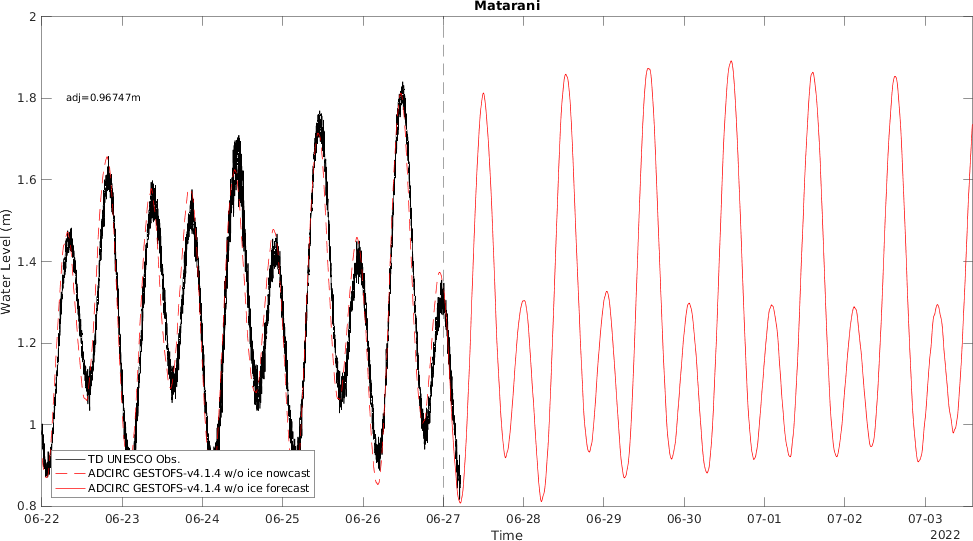 Matarani
2
1.8
1.6
1.4
1.2
1
0.8
Water Level (m)
adj=0.96747m
TD UNESCO Obs.
ADCIRC GESTOFS-v4.1.4 w/o ice nowcast
ADCIRC GESTOFS-v4.1.4 w/o ice forecast
06-22 06-23 06-24 06-25 06-26 06-27 06-28 06-29 06-30 07-01 07-02 07-03
Time
2022